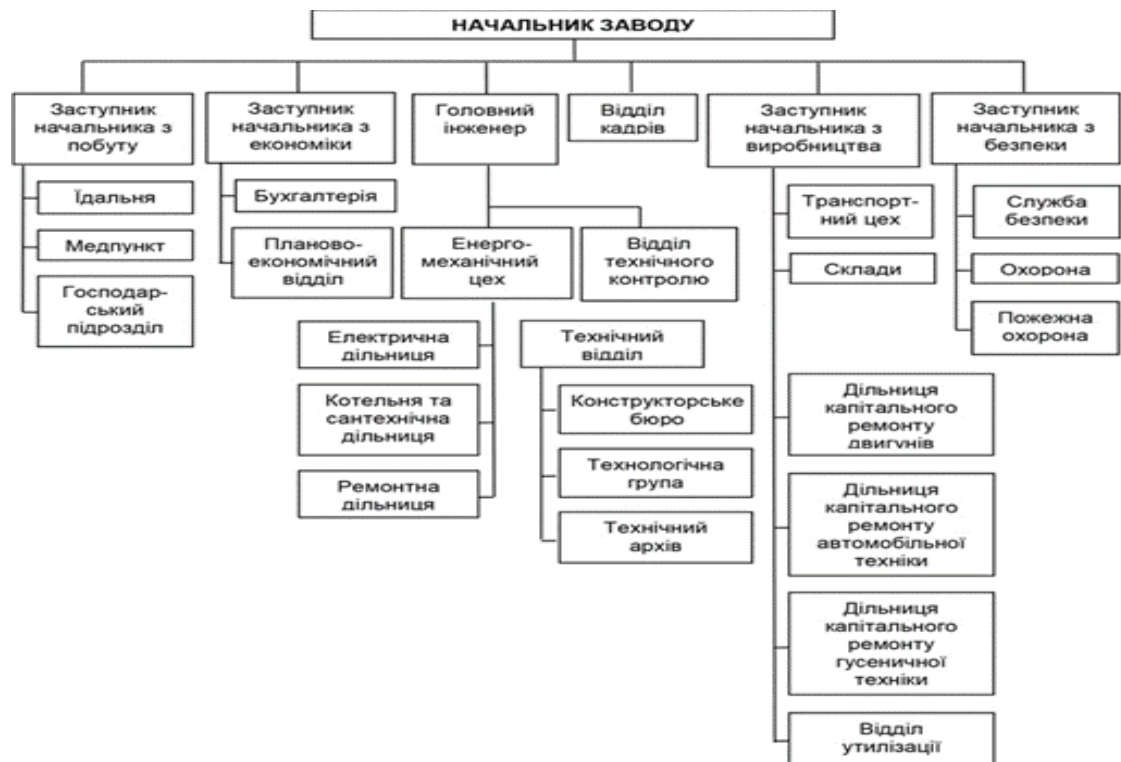 НАЧАЛЬНИК ЗАВОДУ
Заступник
начальника з
побуту
Заступник
начальника з
економіки
Головний
інженер
Відділ
кадрів
Заступник
начальника з
виробництва
Заступник
начальника з
безпеки
Їдальня
Медпункт
Господар-
ський
підрозділ
Бухгалтерія
Планово-
економічний
відділ
Енерго-
механічний
цех
Відділ
технічного
контролю
Електрична
дільниця
Котельня та
сантехнічна
дільниця
Ремонтна
дільниця
Технічний
відділ
Конструкторське
бюро
Технологічна
група
Технічний
архів
Транспорт-
ний цех
Склади
Дільниця
капітального
ремонту
двигунів
Дільниця
капітального
ремонту
автомобільної
техніки
Дільниця
капітального
ремонту
гусеничної
техніки
Відділ
утилізації
Служба
безпеки
Охорона
Пожежна
охорона